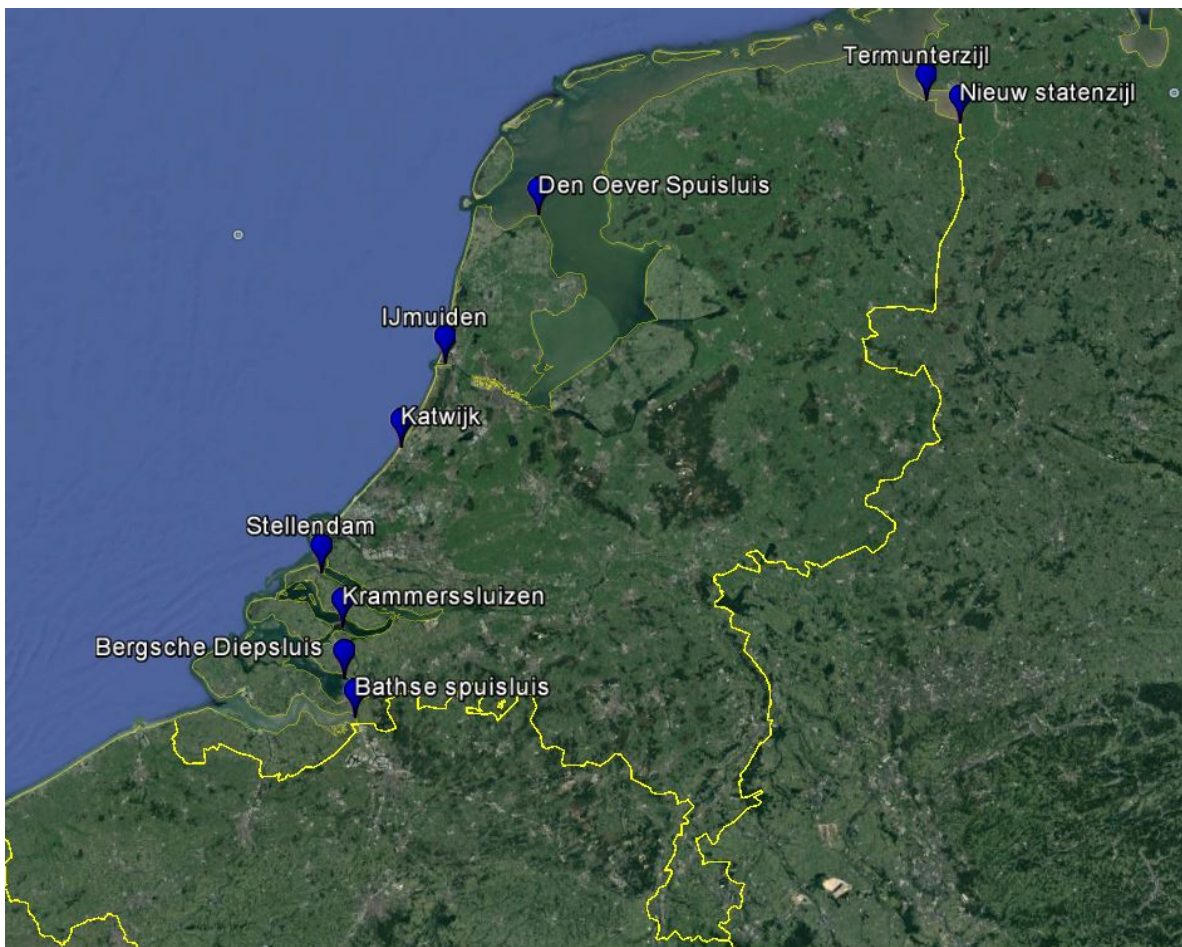 Termunterzijl
Nieuw statenzijl
Den Oever Spuisluis
IJmuiden
Katwijk
Stellendam
Krammerssluizen
Bergsche Diepsluis
Bathse spuisluis